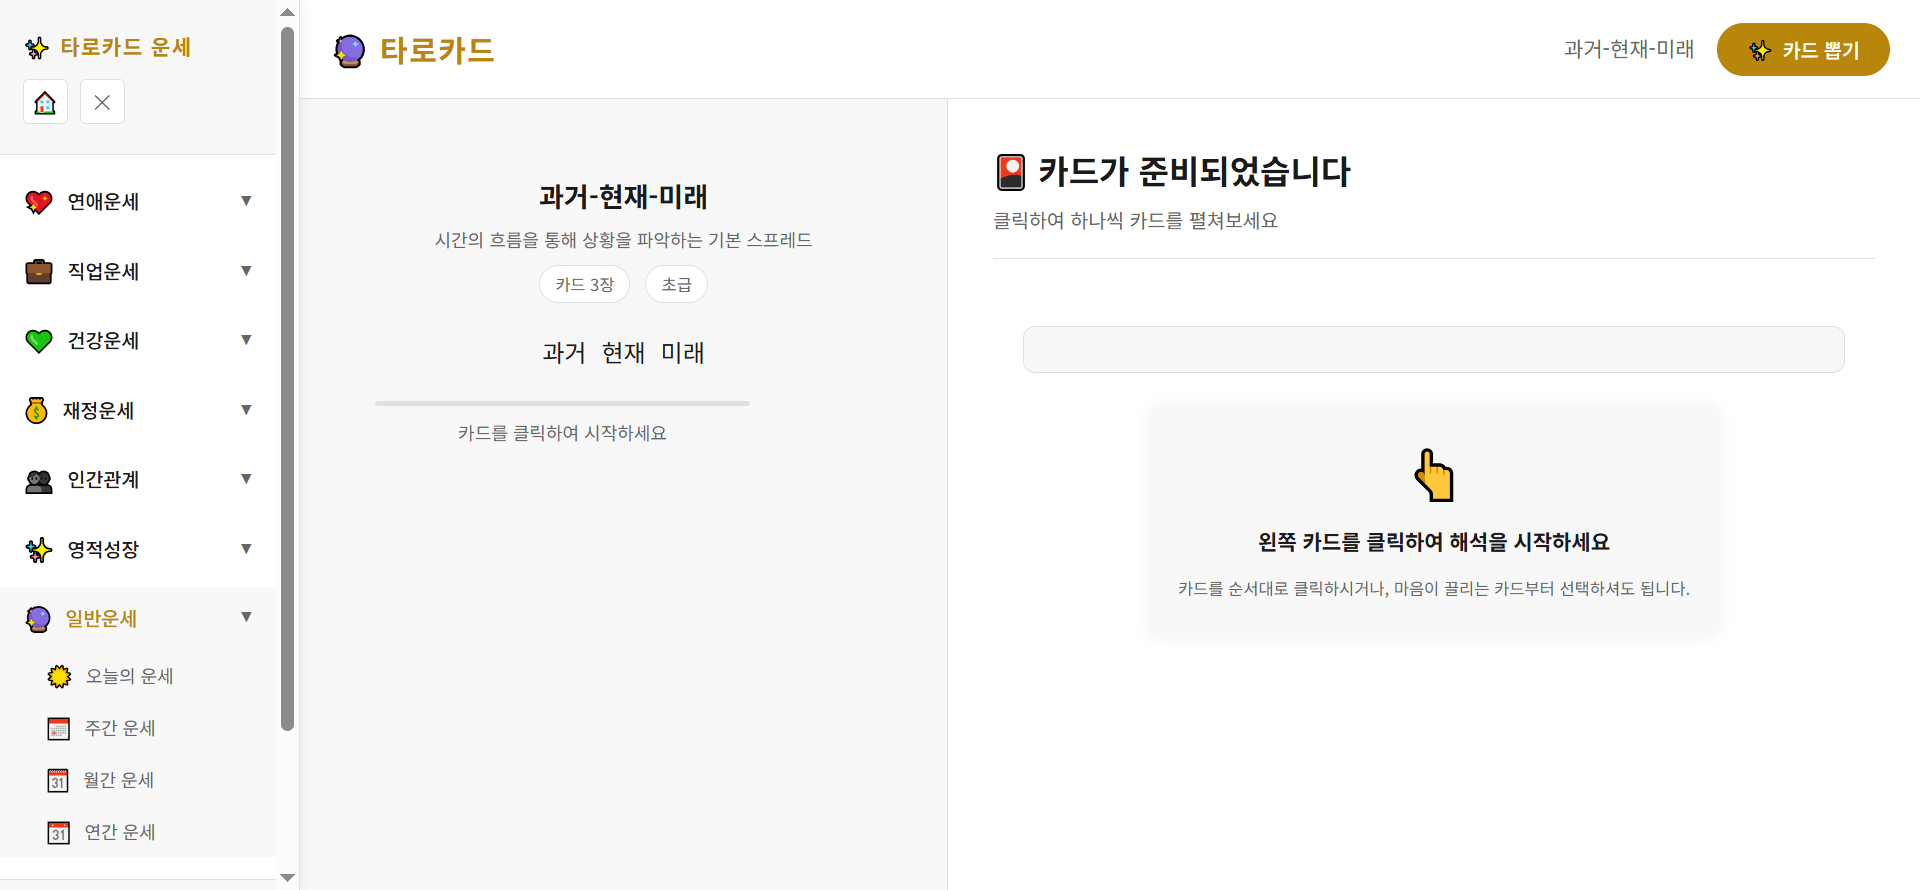 ✨ 타로카드 운세
연애운세 ▼
직업운세 ▼
건강운세 ▼
재정운세 ▼
인간관계 ▼
영적성장 ▼
일반운세 ▼
오늘의 운세
주간 운세
월간 운세
연간 운세
타로카드
과거-현재-미래
✨ 카드 뽑기
과거-현재-미래
시간의 흐름을 통해 상황을 파악하는 기본 스프레드
카드 3장 초급
과거 현재 미래
카드를 클릭하여 시작하세요
카드가 준비되었습니다
클릭하여 하나씩 카드를 펼쳐보세요
왼쪽 카드를 클릭하여 해석을 시작하세요
카드를 순서대로 클릭하시거나, 마음이 끌리는 카드부터 선택하셔도 됩니다.